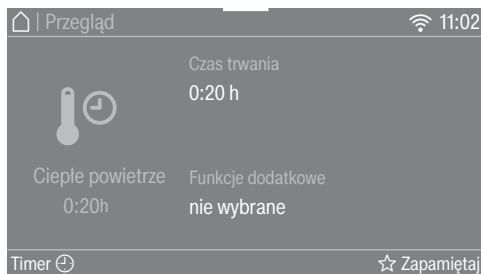 | Przegląd
11:02
Czas trwania
0:20 h
Ciepłe powietrze
0:20h
Funkcje dodatkowe
nie wybrane
Timer
Zapamiętaj